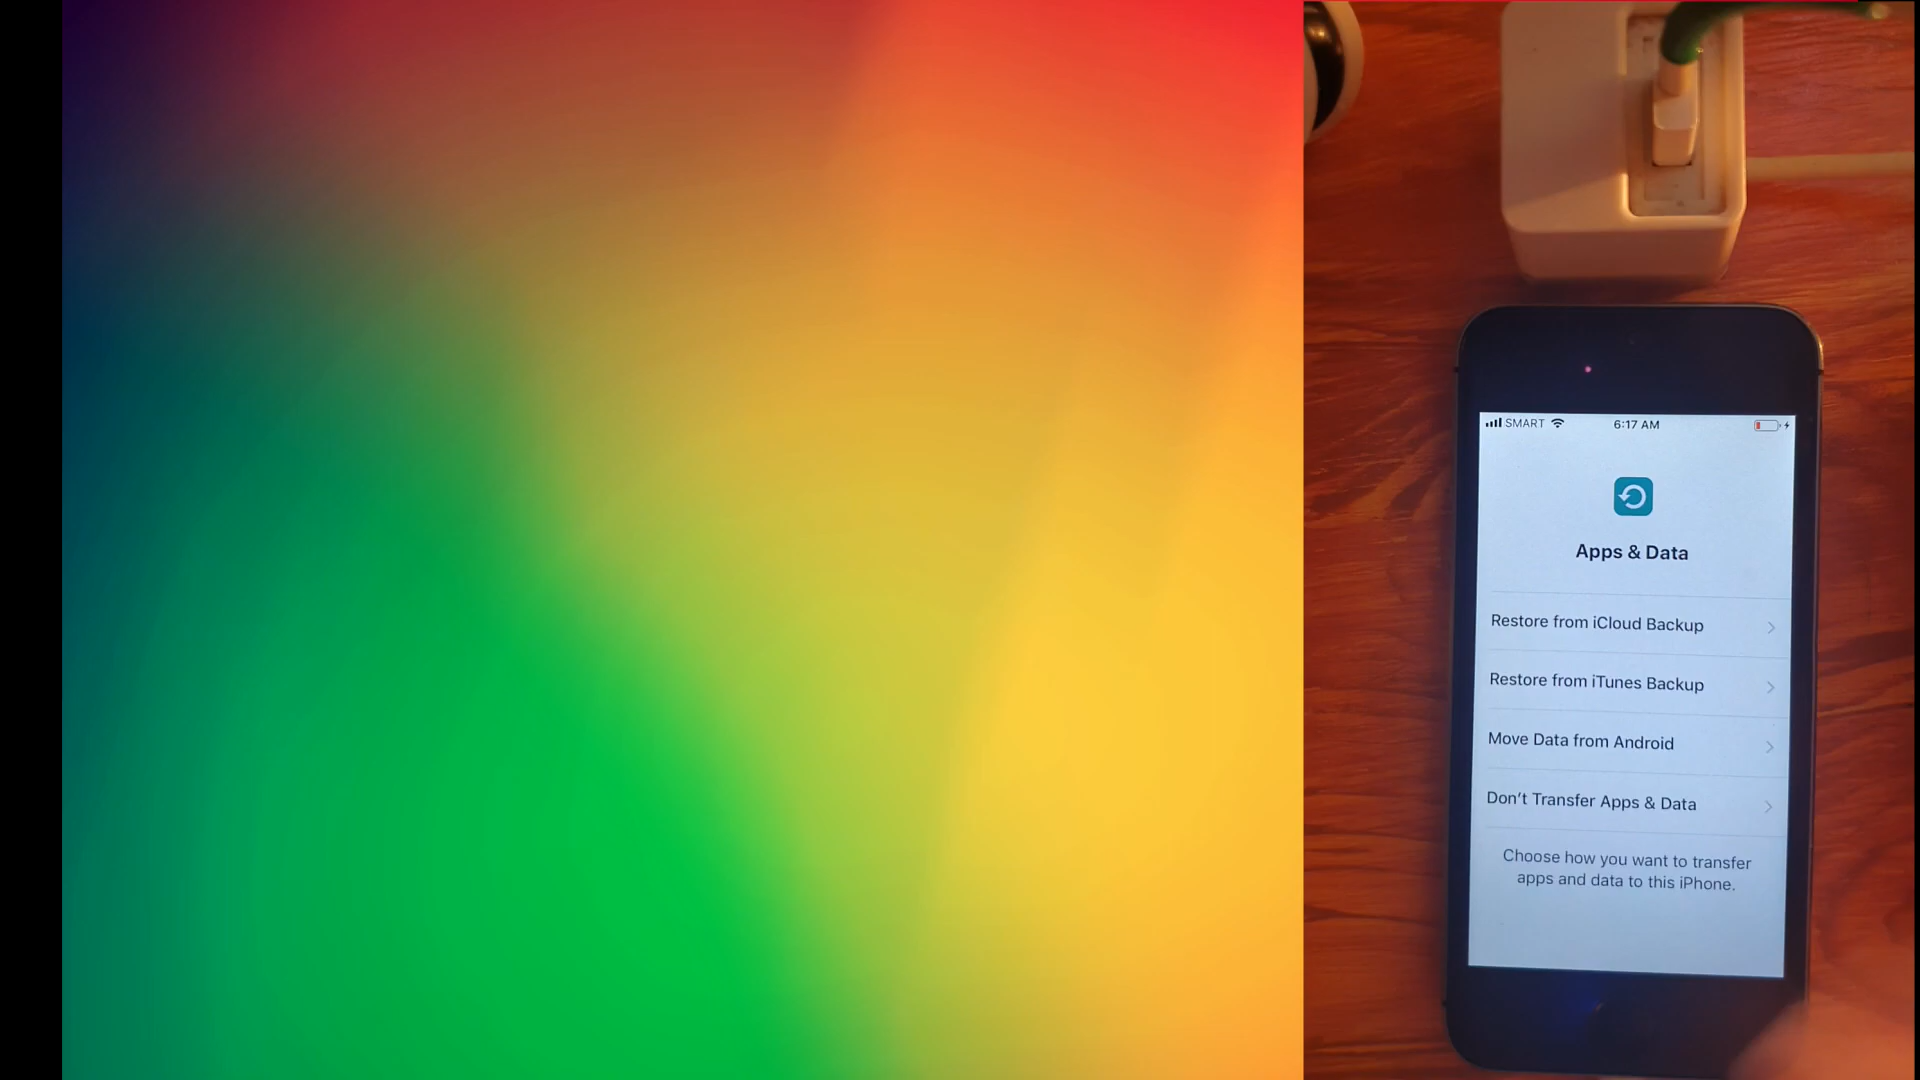 SMART 6:17 AM
Apps & Data
Restore from iCloud Backup
Restore from iTunes Backup
Move Data from Android
Don't Transfer Apps & Data
Choose how you want to transfer
apps and data to this iPhone.